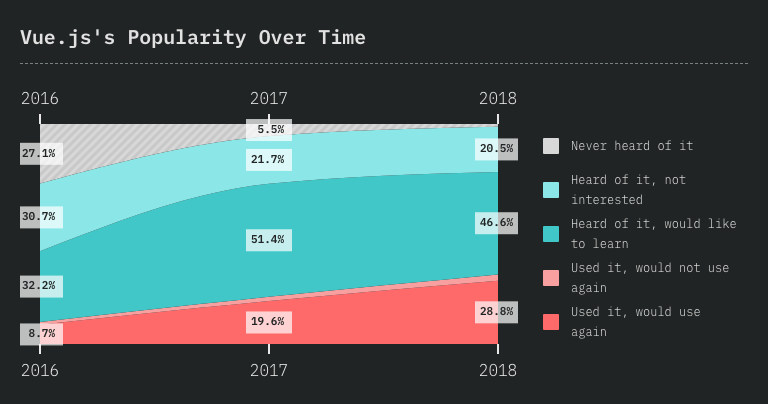 Vue.js's Popularity Over Time
2016 2017 2018
5.5%
27.1%
21.7%
20.5%
30.7%
51.4%
46.6%
32.2%
8.7%
19.6%
28.8%
2016 2017 2018
Never heard of it
Heard of it, not
interested
Heard of it, would like
to learn
Used it, would not use
again
Used it, would use
again